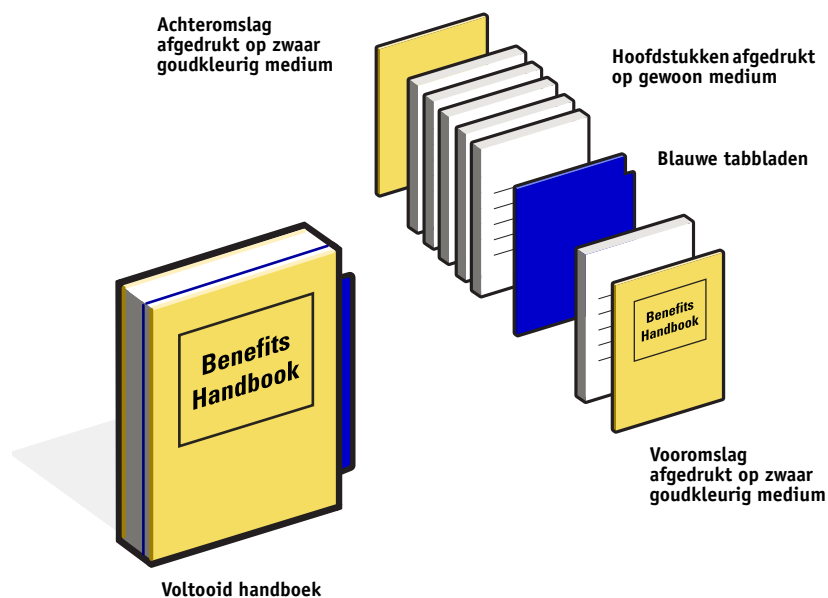 Achteromslag
afgedrukt op zwaar
goudkleurig medium
Hoofdstukken afgedrukt
op gewoon medium
Blauwe tabbladen
Benefits
Handbook
Benefits
Handbook
Vooromslag
afgedrukt op zwaar
goudkleurig medium
Voltooid handboek